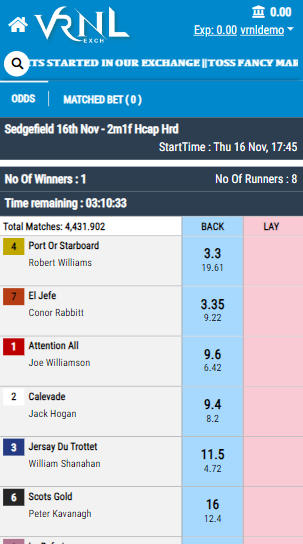 VRNL
EXCH
0.00
Exp: 0.00 vrnldemo
TS STARTED IN OUR EXCHANGE ||TOSS FANCY
ODDS
MATCHED BET ( 0 )
Sedgefield 16th Nov - 2m1f Hcap Hrd
StartTime : Thu 16 Nov, 17:45
No Of Winners : 1
No Of Runners : 8
Time remaining : 03:10:33
Total Matches: 4,431.902
BACK
LAY
4
Port Or Starboard
Robert Williams
3.3
19.61
7
El Jefe
Conor Rabbitt
3.35
9.22
1
Attention All
Joe Williamson
9.6
6.42
2
Calevade
Jack Hogan
9.4
8.2
3
Jersay Du Trottet
William Shanahan
11.5
4.72
6
Scots Gold
Peter Kavanagh
16
12.4